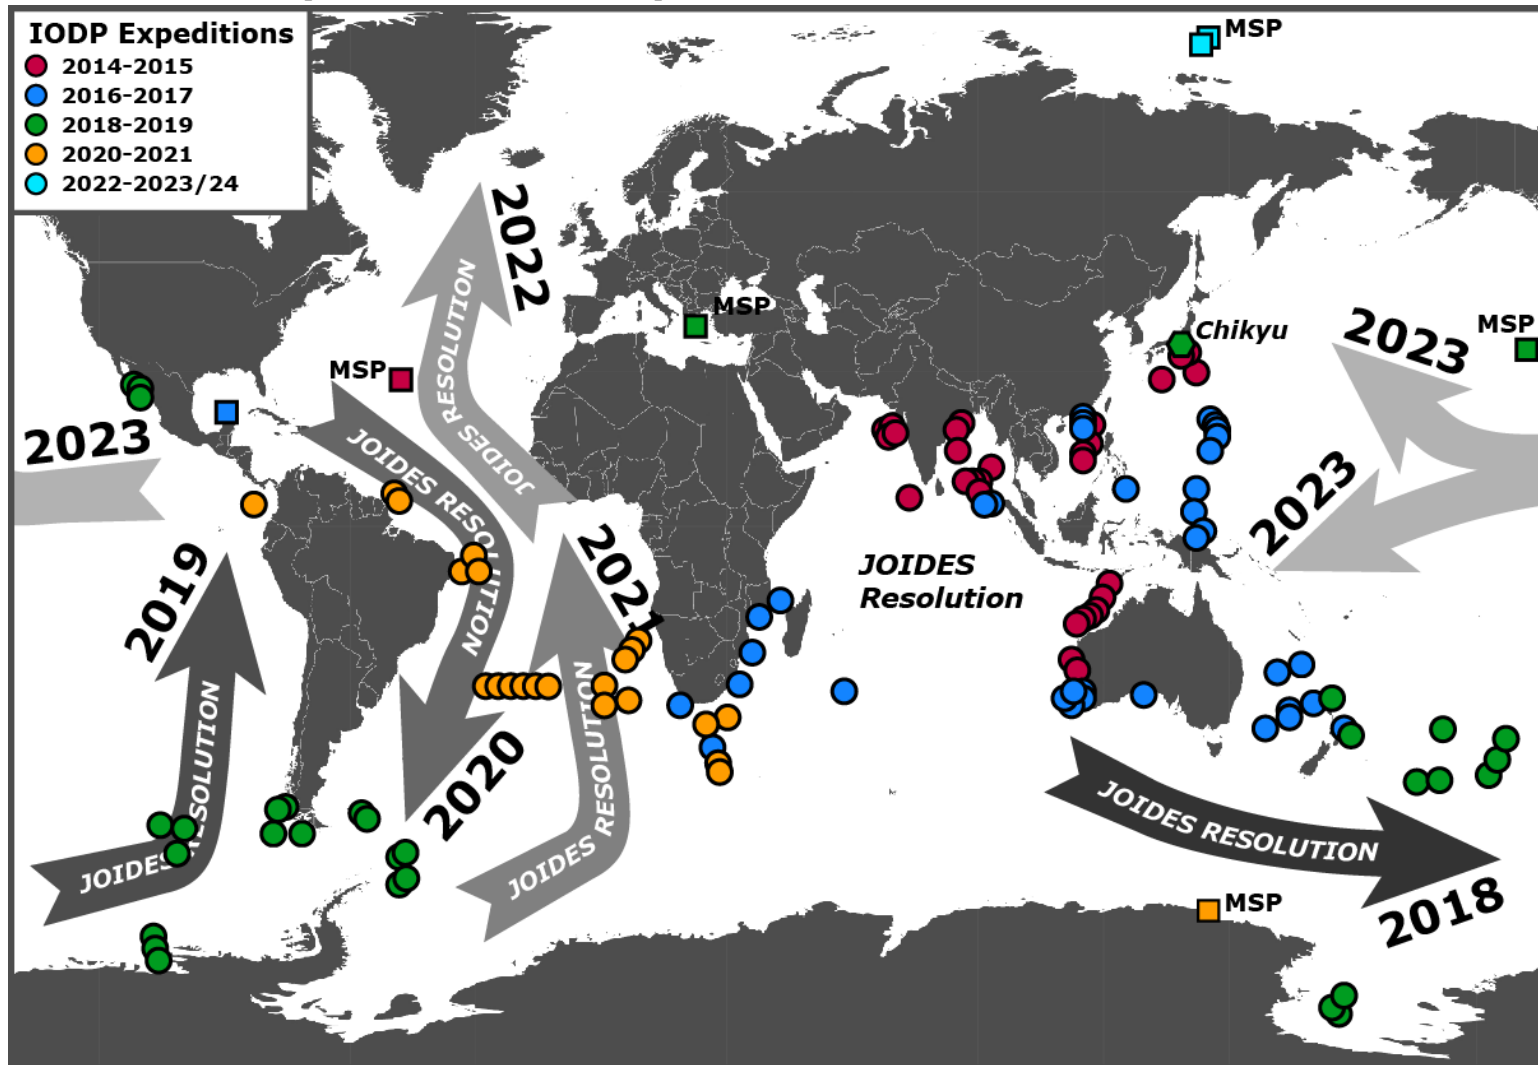 IODP Expeditions
2014-2015
2016-2017
2018-2019
2020-2021
2022-2023/24
MSP
2022
JOIDES RESOLUTION
MSP
Chikyu
2023
MSP
MSP
2023
JOIDES RESOLUTION
2023
2019
JOIDES RESOLUTION
2021
JOIDES RESOLUTION
JOIDES
Resolution
2020
JOIDES RESOLUTION
2018
MSP